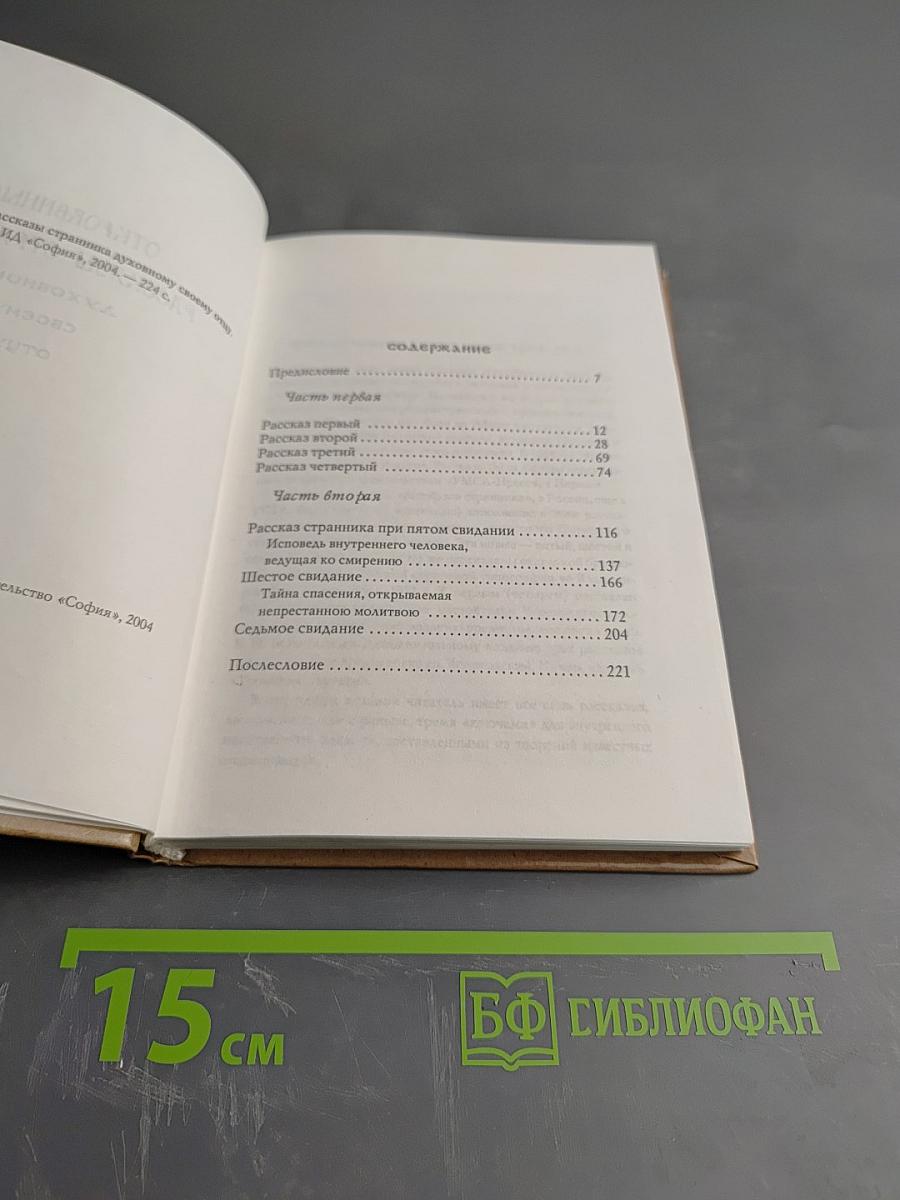 ссказы странника духовному своему отцу.
ИД «София», 2004. — 224 с.
ельство «София», 2004
СОДЕРЖАНИЕ
Предисловие ........................................ 7
Часть первая
Рассказ первый ................................ 12
Рассказ второй ................................ 28
Рассказ третий ................................ 69
Рассказ четвертый ............................ 74
Часть вторая
Рассказ странника при пятом свидании ........... 116
Исповедь внутреннего человека,
ведущая ко смирению ......................... 137
Шестое свидание ................................ 166
Тайна спасения, открываемая
непрестанною молитвою ...................... 172
Седьмое свидание ................................ 204
Послесловие ..................................... 221
15 см
БФ
БИБЛИОФАН